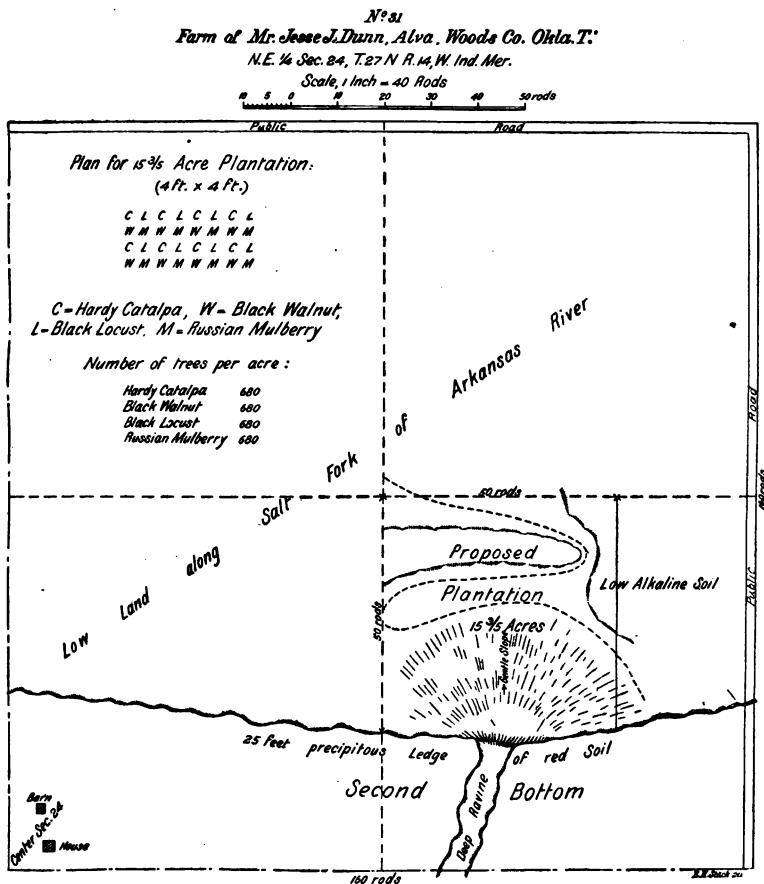 No 31
Farm of Mr. Jesse J. Dunn, Alva, Woods Co. Okla. T.
N.E. ¼ Sec. 24, T. 27 N R. 14, W. Ind. Mer.
Scale, 1 Inch = 40 Rods
10 5 0 10 20 30 40 50 rods
Public Road
Plan for 15 3/5 Acre Plantation:
(4 ft. x 4 ft.)
C L C L C L C L
W M W M W M W M
C L C L C L C L
W M W M W M W M
C = Hardy Catalpa, W = Black Walnut,
L = Black Locust, M = Russian Mulberry
Number of trees per acre:
Hardy Catalpa 680
Black Walnut 680
Black Locust 680
Russian Mulberry 680
Low Land along Salt Fork of Arkansas River
Public Road
160 rods
50 rods
50 rods
Proposed
Plantation
15 3/5 Acres
Low Alkaline Soil
Gentle Slope
25 feet precipitous Ledge of red Soil
Second Bottom
Deep Ravine
Barn
House
Center Sec. 24
160 rods